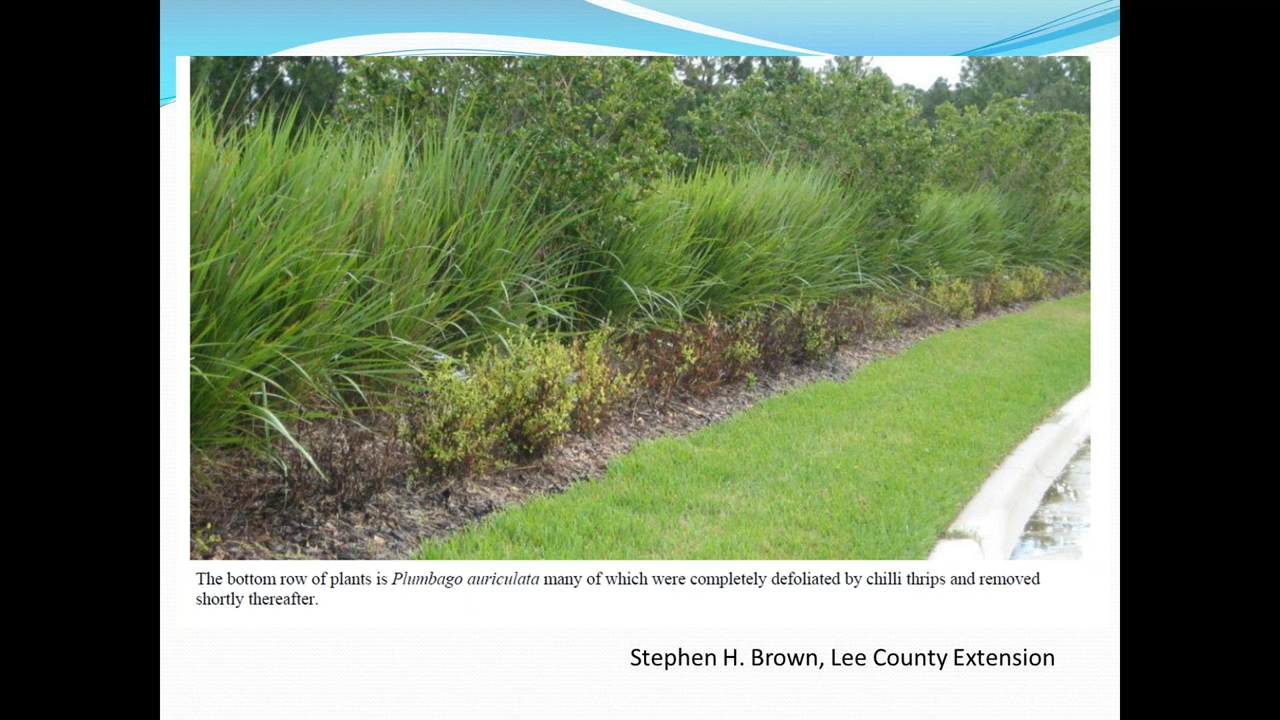 The bottom row of plants is Plumbago auriculata many of which were completely defoliated by chilli thrips and removed
shortly thereafter.
Stephen H. Brown, Lee County Extension